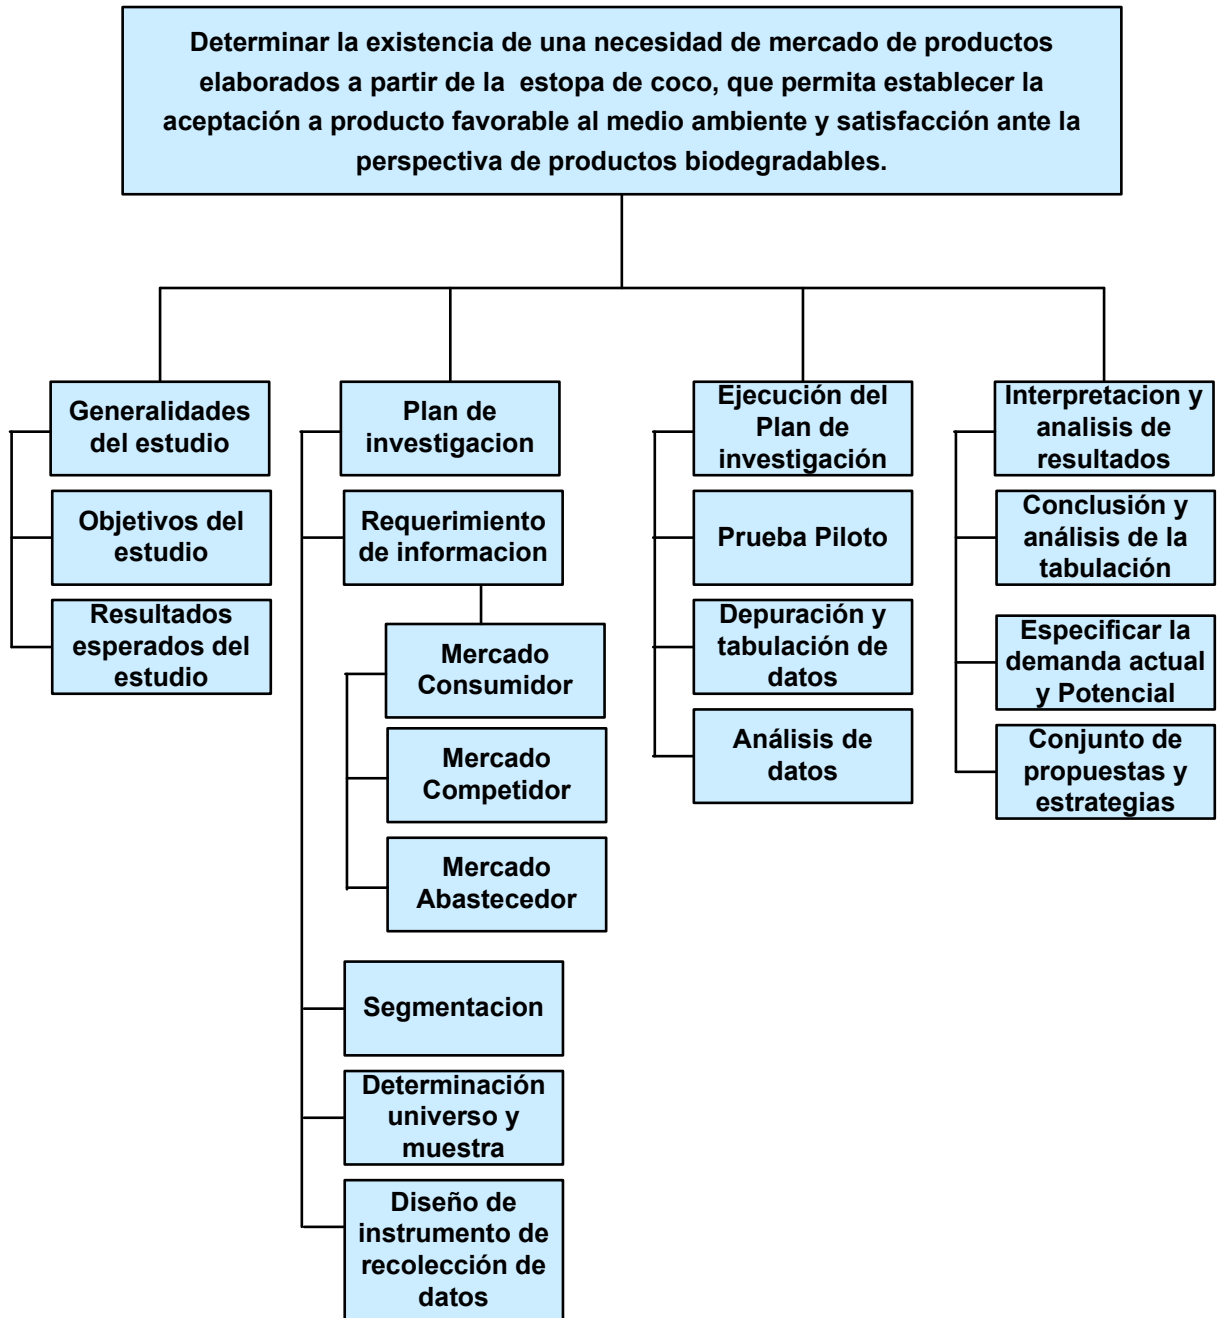 Determinar la existencia de una necesidad de mercado de productos
elaborados a partir de la estopa de coco, que permita establecer la
aceptación a producto favorable al medio ambiente y satisfacción ante la
perspectiva de productos biodegradables.
Generalidades
del estudio
Objetivos del
estudio
Resultados
esperados del
estudio
Plan de
investigacion
Requerimiento
de informacion
Mercado
Consumidor
Mercado
Competidor
Mercado
Abastecedor
Segmentacion
Determinación
universo y
muestra
Diseño de
instrumento de
recolección de
datos
Ejecución del
Plan de
investigación
Prueba Piloto
Depuración y
tabulación de
datos
Análisis de
datos
Interpretacion y
analisis de
resultados
Conclusión y
análisis de la
tabulación
Especificar la
demanda actual
y Potencial
Conjunto de
propuestas y
estrategias